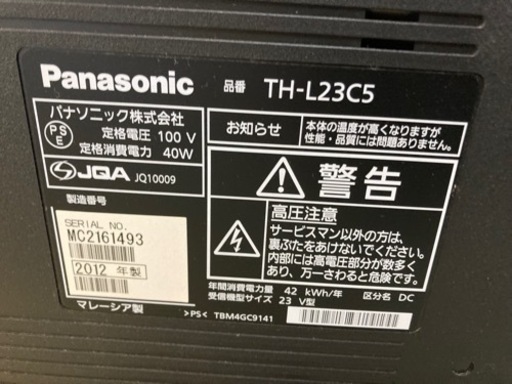 Panasonic
品番 TH-L23C5
パナソニック株式会社
PS
E
定格電圧 100 V
定格消費電力 40W
JQA JQ10009
お知らせ
本体の温度が高くなりますが
性能・品質には問題ありません。
警告
高圧注意
サービスマン以外の方は、
裏ぶたをあけないでください。
内部には高電圧部分が数多く
あり、万一さわると危険です。
製造番号
SERIAL NO.
MC2161493
2012 年製
マレーシア製
年間消費電力量 42 kWh/年 区分名 DC
受信機型サイズ 23 V型
>PS< TBM4GC9141